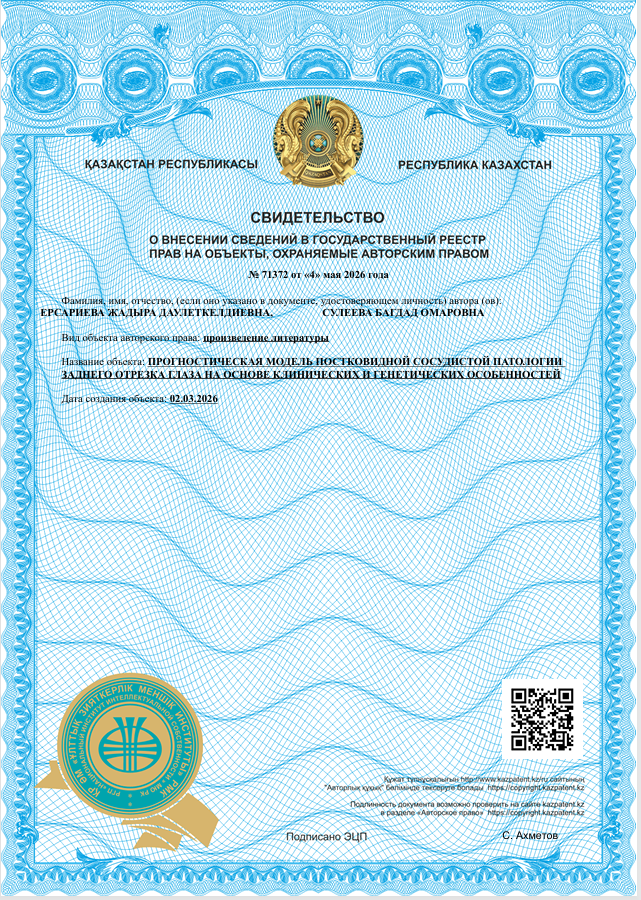 ҚАЗАҚСТАН РЕСПУБЛИКАСЫ
РЕСПУБЛИКА КАЗАХСТАН
СВИДЕТЕЛЬСТВО
О ВНЕСЕНИИ СВЕДЕНИЙ В ГОСУДАРСТВЕННЫЙ РЕЕСТР
ПРАВ НА ОБЪЕКТЫ, ОХРАНЯЕМЫЕ АВТОРСКИМ ПРАВОМ
№ 71372 от «4» мая 2026 года
Фамилия, имя, отчество, (если оно указано в документе, удостоверяющем личность) автора (ов):
ЕРСАРИЕВА ЖАДЫРА ДАУЛЕТКЕЛДИЕВНА, СУЛЕЕВА БАГДАД ОМАРОВНА
Вид объекта авторского права: произведение литературы
Название объекта: ПРОГНОСТИЧЕСКАЯ МОДЕЛЬ ПОСТКОВИДНОЙ СОСУДИСТОЙ ПАТОЛОГИИ
ЗАДНЕГО ОТРЕЗКА ГЛАЗА НА ОСНОВЕ КЛИНИЧЕСКИХ И ГЕНЕТИЧЕСКИХ ОСОБЕННОСТЕЙ
Дата создания объекта: 02.03.2026
Құжат түпнұсқалығын http://www.kazpatent.kz/ru сайтының
"Авторлық құқық" бөлімінде тексеруге болады https://copyright.kazpatent.kz
Подлинность документа возможно проверить на сайте kazpatent.kz
в разделе «Авторское право» https://copyright.kazpatent.kz
Подписано ЭЦП
С. Ахметов